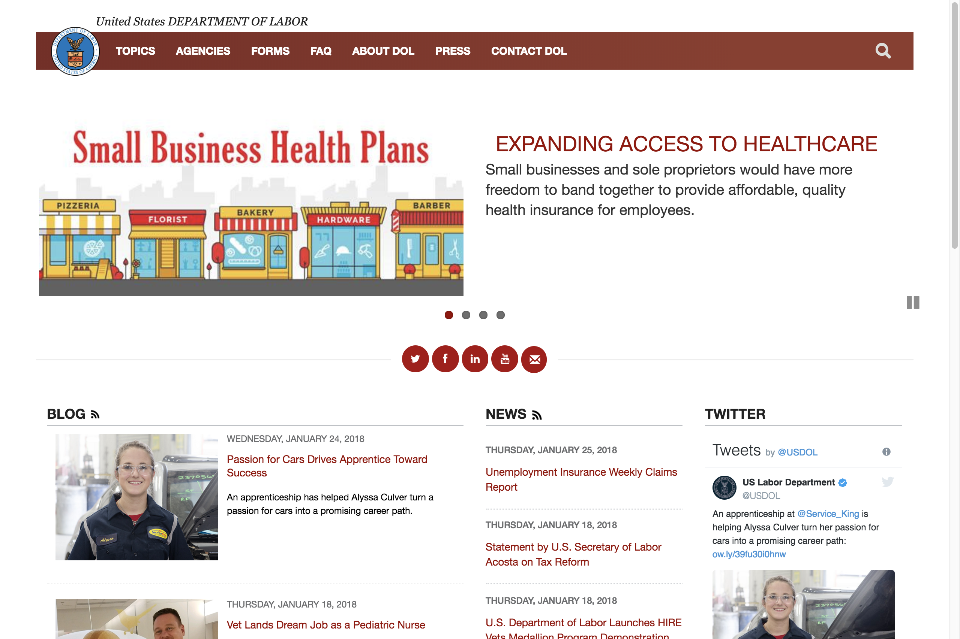 United States DEPARTMENT OF LABOR
TOPICS AGENCIES FORMS FAQ ABOUT DOL PRESS CONTACT DOL
Small Business Health Plans
PIZZERIA
FLORIST
BAKERY
HARDWARE
BARBER
EXPANDING ACCESS TO HEALTHCARE
Small businesses and sole proprietors would have more
freedom to band together to provide affordable, quality
health insurance for employees.
BLOG
WEDNESDAY, JANUARY 24, 2018
Passion for Cars Drives Apprentice Toward
Success
An apprenticeship has helped Alyssa Culver turn a
passion for cars into a promising career path.
THURSDAY, JANUARY 18, 2018
Vet Lands Dream Job as a Pediatric Nurse
NEWS
THURSDAY, JANUARY 25, 2018
Unemployment Insurance Weekly Claims
Report
THURSDAY, JANUARY 18, 2018
Statement by U.S. Secretary of Labor
Acosta on Tax Reform
THURSDAY, JANUARY 18, 2018
U.S. Department of Labor Launches HIRE
Vets Medallion Program Demonstration
TWITTER
Tweets by @USDOL
US Labor Department
@USDOL
An apprenticeship at @Service_King is
helping Alyssa Culver turn her passion for
cars into a promising career path:
ow.ly/39fu30i0hnw